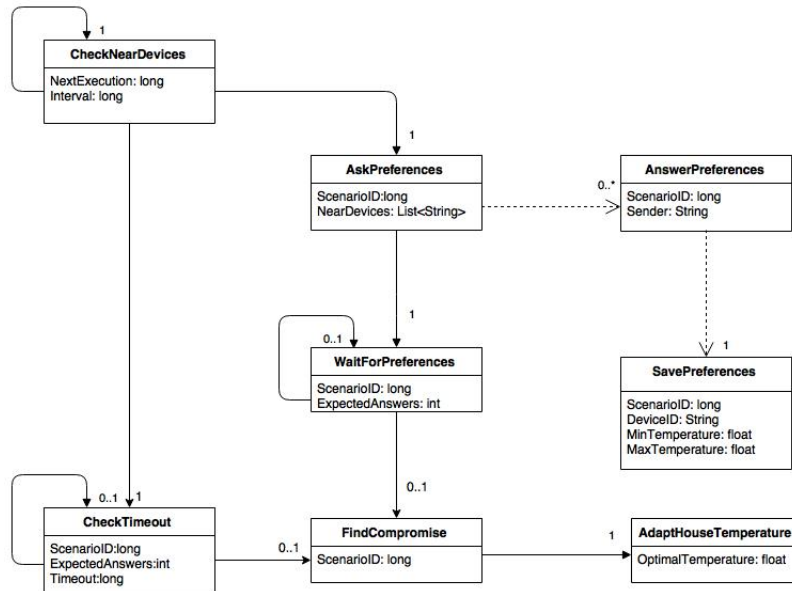 1
CheckNearDevices
NextExecution: long
Interval: long
1
AskPreferences
ScenarioID:long
NearDevices: List<String>
0..*
AnswerPreferences
ScenarioID: long
Sender: String
1
0..1
WaitForPreferences
ScenarioID: long
ExpectedAnswers: int
1
SavePreferences
ScenarioID: long
DeviceID: String
MinTemperature: float
MaxTemperature: float
0..1
1
CheckTimeout
ScenarioID:long
ExpectedAnswers:int
Timeout:long
0..1
0..1
FindCompromise
ScenarioID: long
1
AdaptHouseTemperature
OptimalTemperature: float